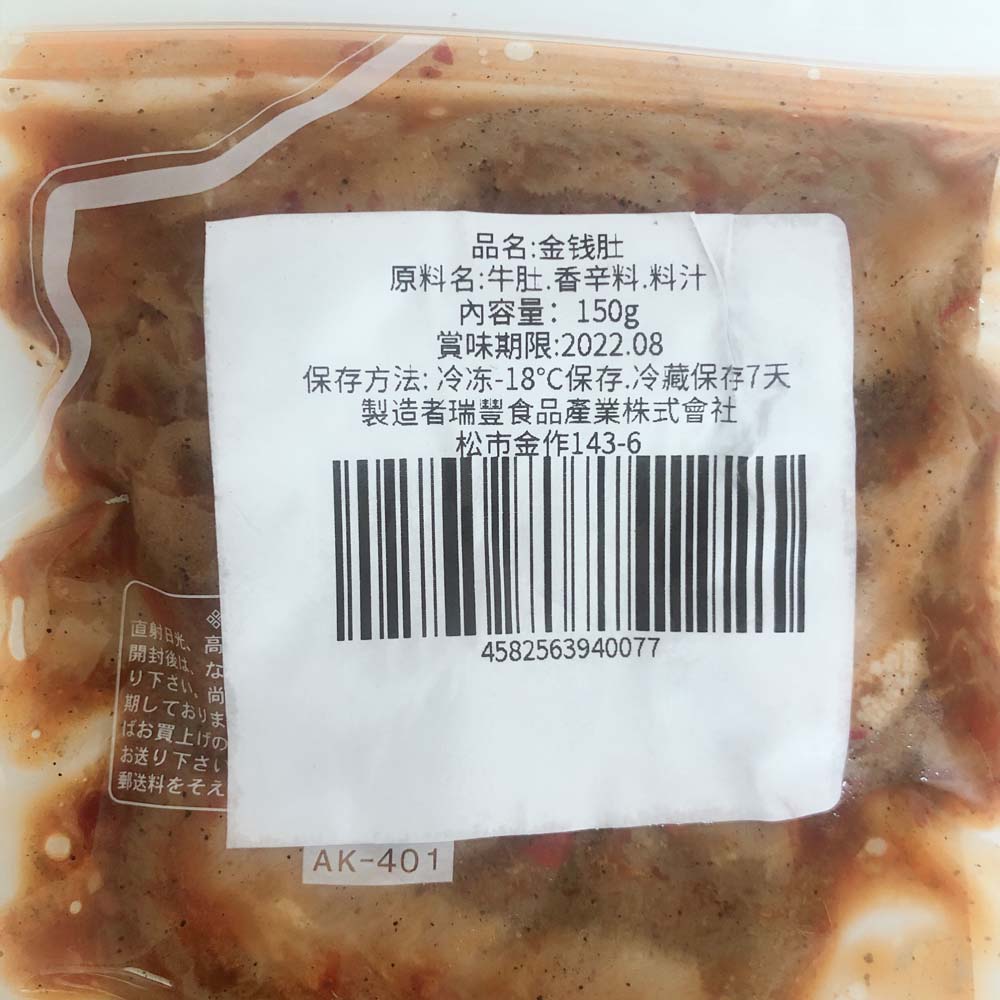 品名:金钱肚
原料名:牛肚.香辛料.料汁
內容量: 150g
賞味期限:2022.08
保存方法: 冷冻-18℃保存.冷藏保存7天
製造者瑞豐食品產業株式會社
松市金作143-6
4582563940077
※高
直射日光、
開封後は、な
り下さい。尚
期しておりま
ばお買上げの
お送り下さい
郵送料をそえ
AK-401